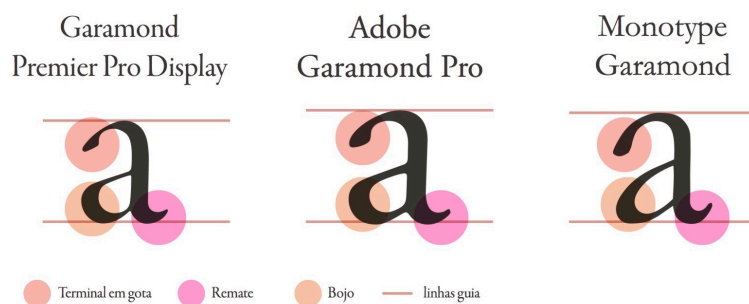 Garamond
Premier Pro Display
Adobe
Garamond Pro
Monotype
Garamond
a
a
a
Terminal em gota
Remate
Bojo
linhas guia